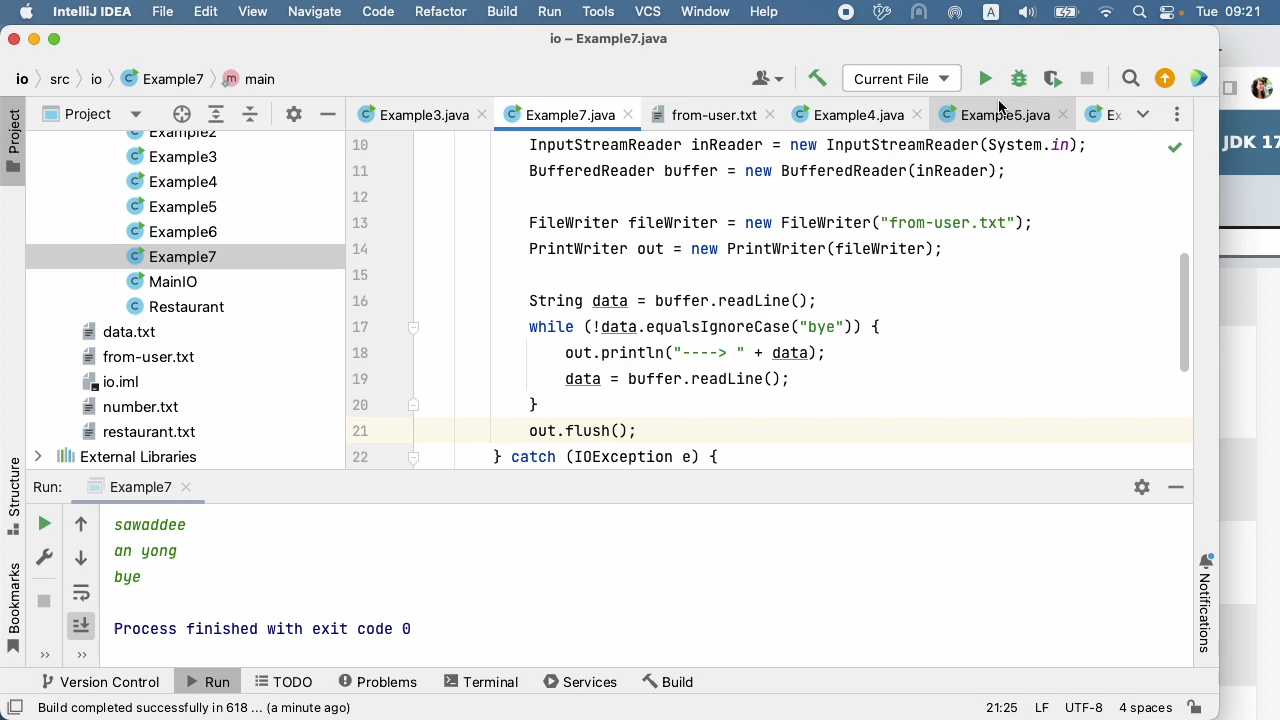 IntelliJ IDEA File Edit View Navigate Code Refactor Build Run Tools VCS Window Help A Tue 09:21
io – Example7.java
io src io Example7 main Current File
Project Example3.java Example7.java from-user.txt Example4.java Example5.java Ex
JDK 17
Project
Example2
Example3
Example4
Example5
Example6
Example7
MainIO
Restaurant
data.txt
from-user.txt
io.iml
number.txt
restaurant.txt
External Libraries
10 InputStreamReader inReader = new InputStreamReader(System.in);
11 BufferedReader buffer = new BufferedReader(inReader);
12
13 FileWriter fileWriter = new FileWriter("from-user.txt");
14 PrintWriter out = new PrintWriter(fileWriter);
15
16 String data = buffer.readLine();
17 while (!data.equalsIgnoreCase("bye")) {
18 out.println("----> " + data);
19 data = buffer.readLine();
20 }
21 out.flush();
22 } catch (IOException e) {
Structure
Bookmarks
Notifications
Run: Example7
sawaddee
an yong
bye
Process finished with exit code 0
Version Control Run TODO Problems Terminal Services Build
Build completed successfully in 618 ... (a minute ago) 21:25 LF UTF-8 4 spaces